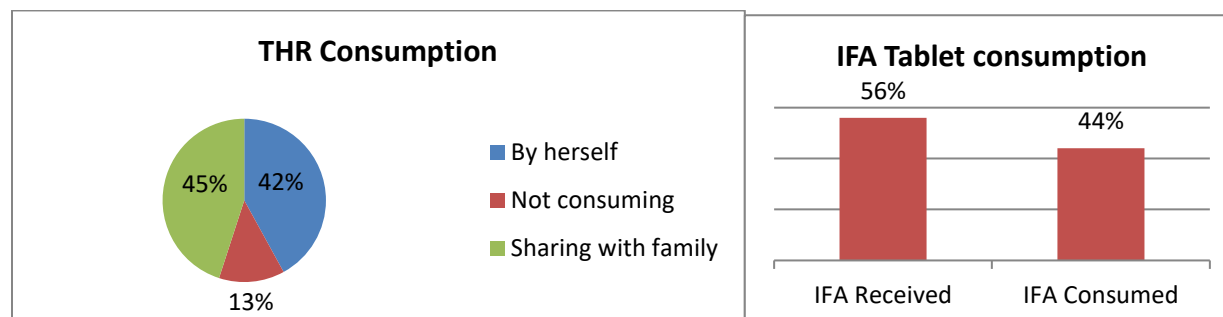 THR Consumption
45%
42%
13%
By herself
Not consuming
Sharing with family
IFA Tablet consumption
56%
44%
IFA Received
IFA Consumed